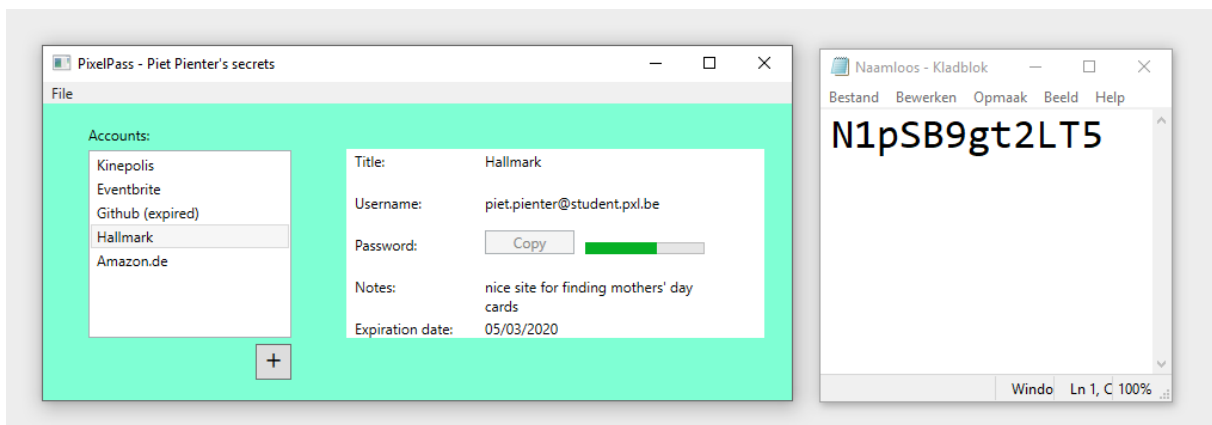 PixelPass - Piet Pienter's secrets
File
Accounts:
Kinepolis
Eventbrite
Github (expired)
Hallmark
Amazon.de
+
Title: Hallmark
Username: piet.pienter@student.pxl.be
Password: Copy
Notes: nice site for finding mothers' day
cards
Expiration date: 05/03/2020
Naamloos - Kladblok
Bestand Bewerken Opmaak Beeld Help
N1pSB9gt2LT5
Windo Ln 1, C 100%